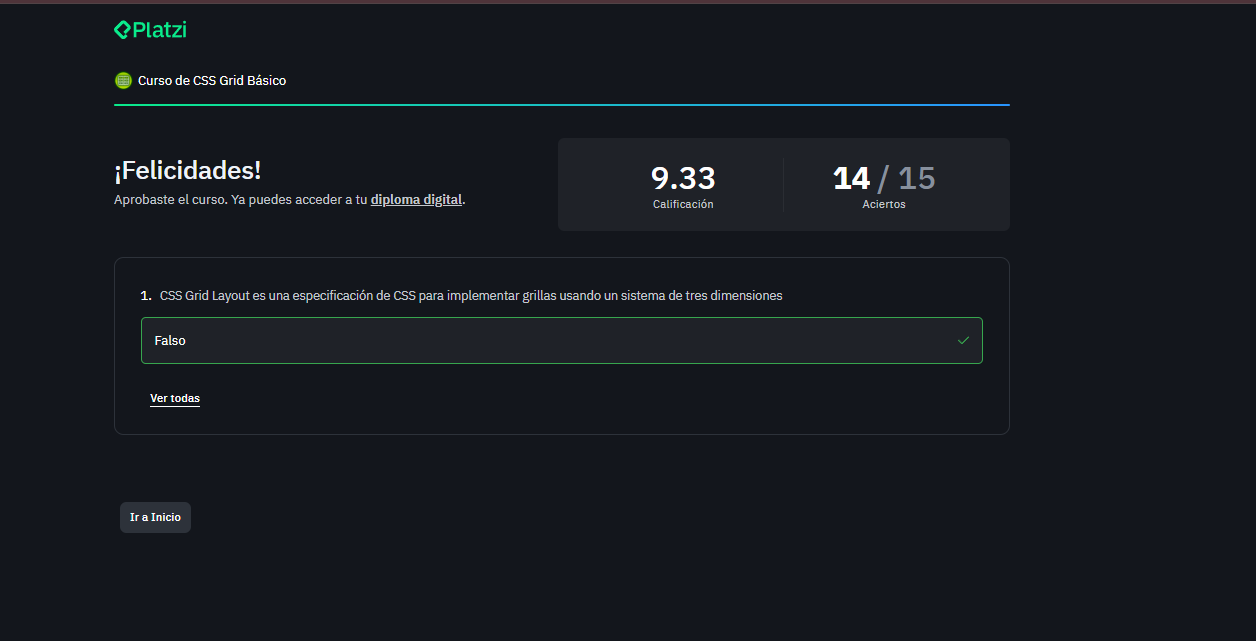 Platzi
Curso de CSS Grid Básico
¡Felicidades!
Aprobaste el curso. Ya puedes acceder a tu diploma digital.
9.33
Calificación
14 / 15
Aciertos
1. CSS Grid Layout es una especificación de CSS para implementar grillas usando un sistema de tres dimensiones
Falso
Ver todas
Ir a Inicio